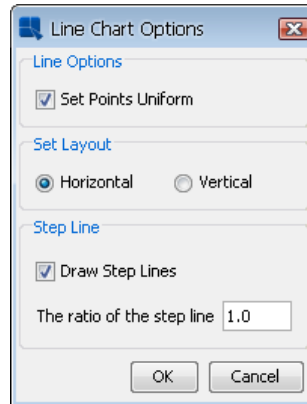 Line Chart Options
Line Options
Set Points Uniform
Set Layout
Horizontal Vertical
Step Line
Draw Step Lines
The ratio of the step line 1.0
OK Cancel